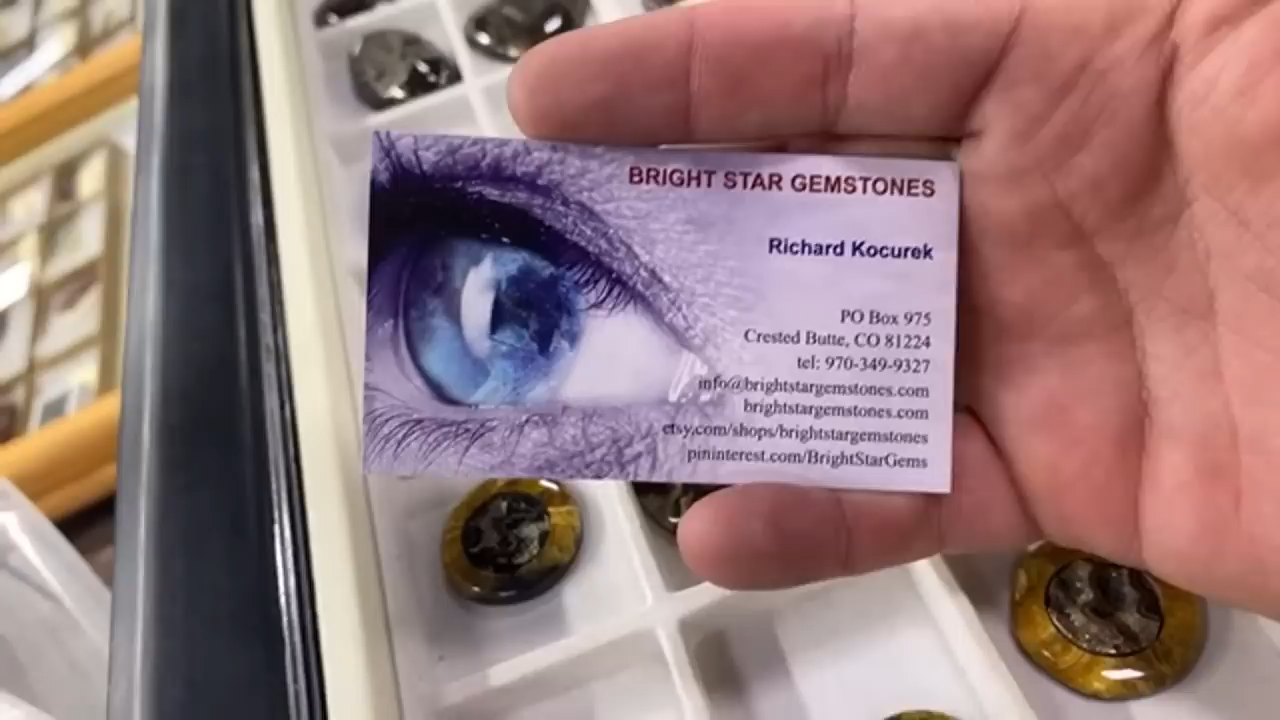 BRIGHT STAR GEMSTONES
Richard Kocurek
PO Box 975
Crested Butte, CO 81224
tel: 970-349-9327
info@brightstargemstones.com
brightstargemstones.com
etsy.com/shops/brightstargemstones
pininterest.com/BrightStarGems